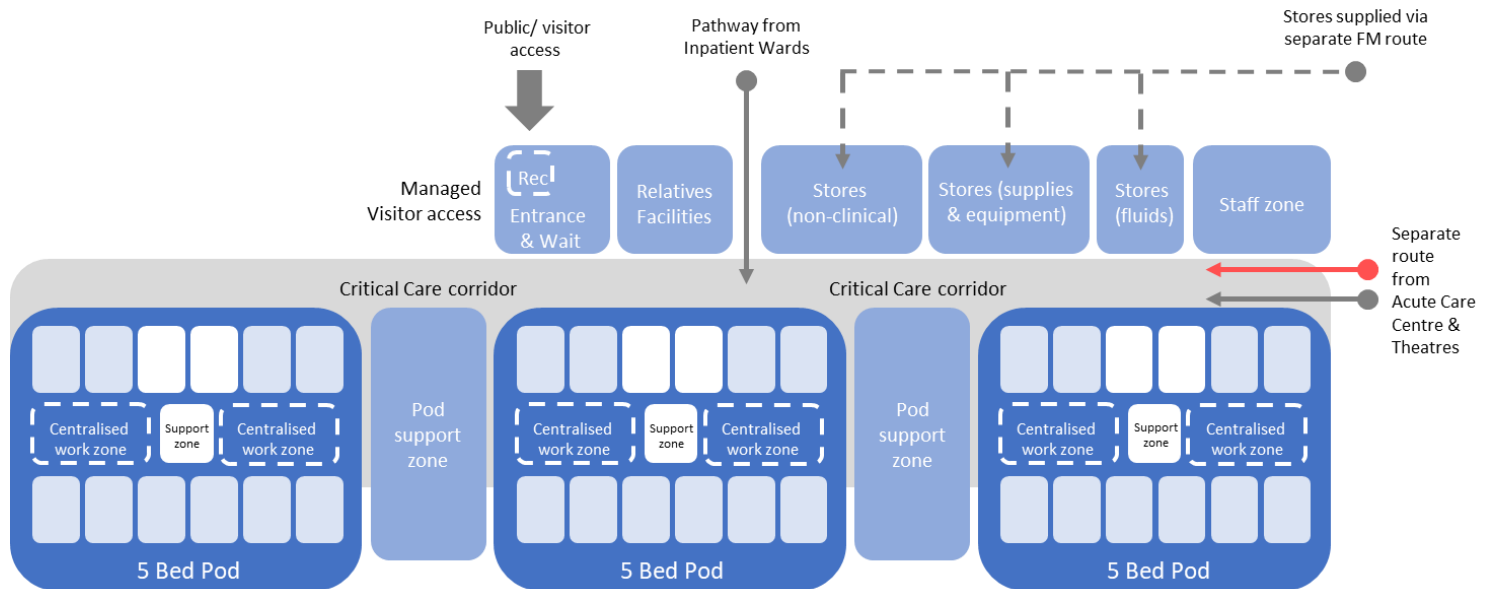 Public/ visitor
access
Pathway from
Inpatient Wards
Stores supplied via
separate FM route
Managed
Visitor access
Rec
Entrance
& Wait
Relatives
Facilities
Stores
(non-clinical)
Stores (supplies
& equipment)
Stores
(fluids)
Staff zone
Separate
route
from
Acute Care
Centre &
Theatres
Critical Care corridor
Critical Care corridor
Centralised
work zone
Support
zone
Centralised
work zone
5 Bed Pod
Pod
support
zone
Centralised
work zone
Support
zone
Centralised
work zone
5 Bed Pod
Pod
support
zone
Centralised
work zone
Support
zone
Centralised
work zone
5 Bed Pod